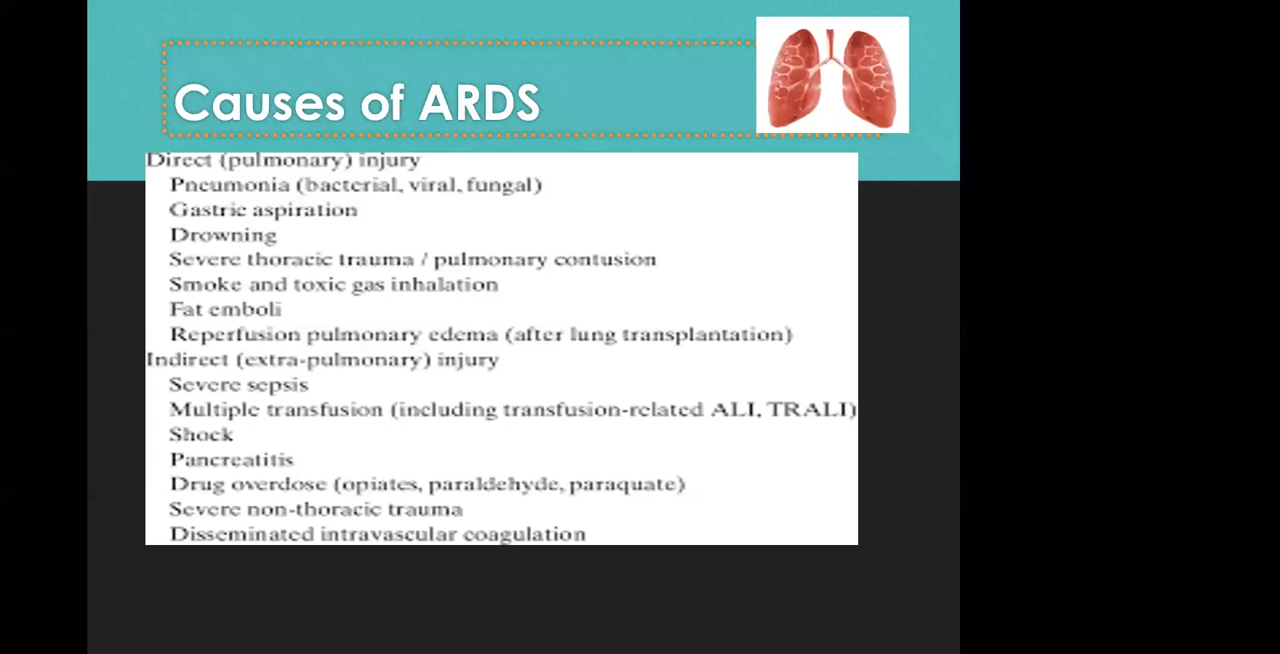 Causes of ARDS
Direct (pulmonary) injury
Pneumonia (bacterial, viral, fungal)
Gastric aspiration
Drowning
Severe thoracic trauma / pulmonary contusion
Smoke and toxic gas inhalation
Fat emboli
Reperfusion pulmonary edema (after lung transplantation)
Indirect (extra-pulmonary) injury
Severe sepsis
Multiple transfusion (including transfusion-related ALI, TRALI)
Shock
Pancreatitis
Drug overdose (opiates, paraldehyde, paraquate)
Severe non-thoracic trauma
Disseminated intravascular coagulation